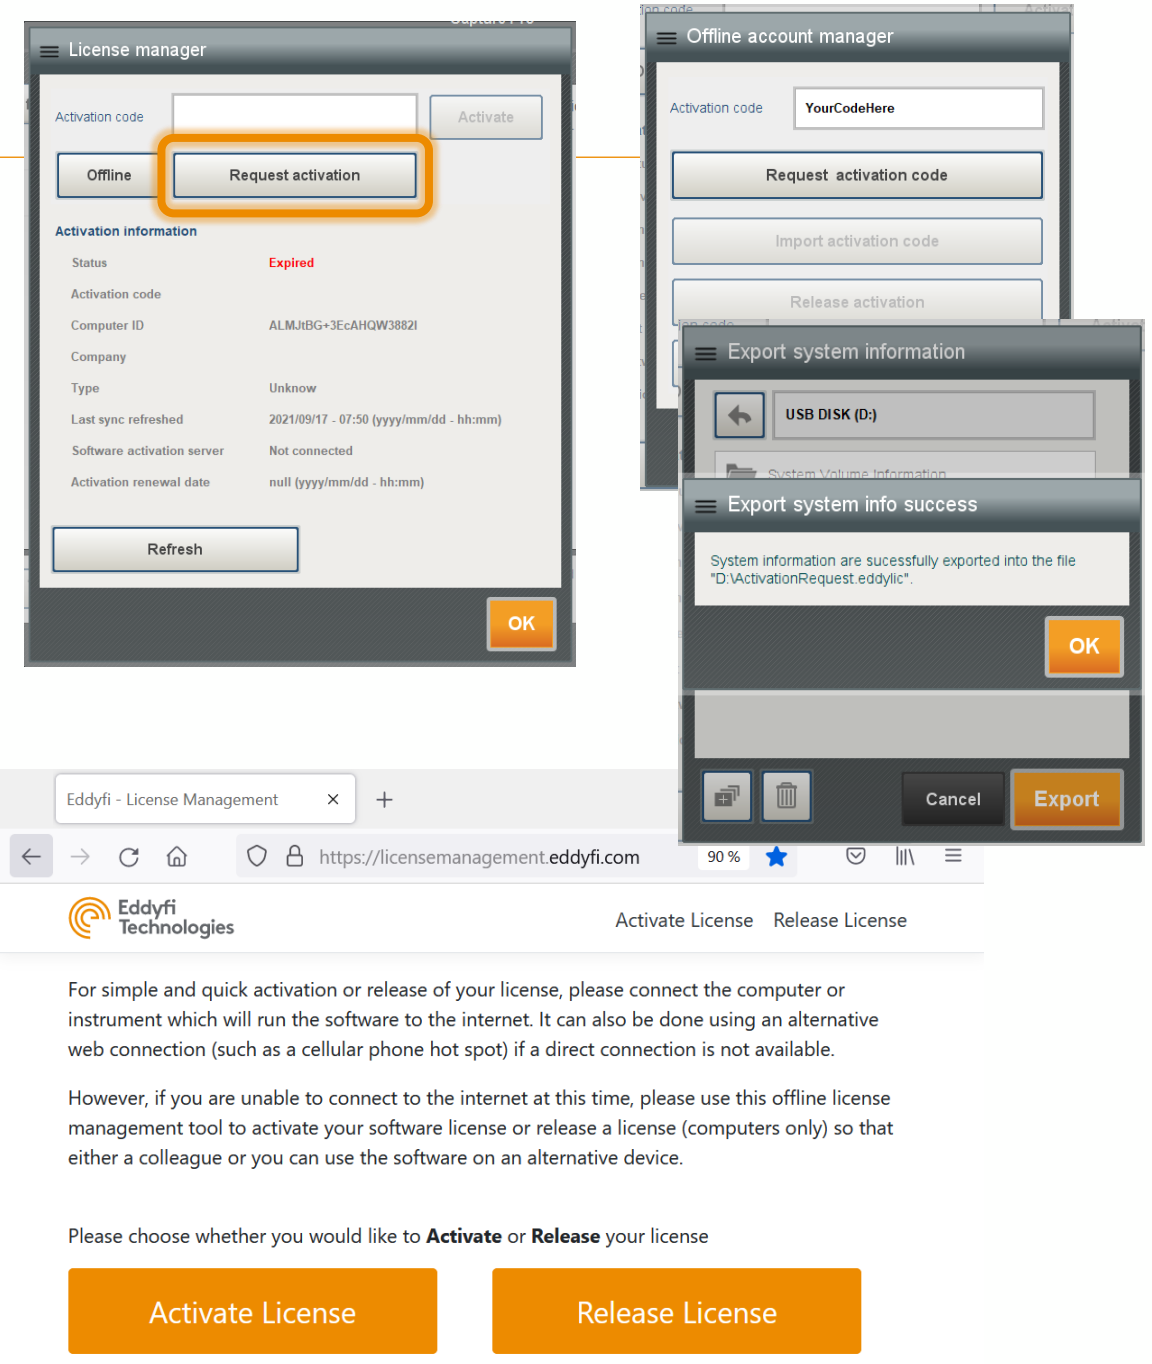 License manager
Activation code
Activate
Offline
Request activation
Activation information
Status Expired
Activation code
Computer ID ALMJtBG+3EcAHQW3882I
Company
Type Unknow
Last sync refreshed 2021/09/17 - 07:50 (yyyy/mm/dd - hh:mm)
Software activation server Not connected
Activation renewal date null (yyyy/mm/dd - hh:mm)
Refresh
OK
Offline account manager
Activation code YourCodeHere
Request activation code
Import activation code
Release activation
Export system information
USB DISK (D:)
System Volume Information
Export system info success
System information are sucessfully exported into the file
"D:\ActivationRequest.eddylic".
OK
Cancel
Export
Eddyfi - License Management
https://licensemanagement.eddyfi.com
90 %
Eddyfi
Technologies
Activate License Release License
For simple and quick activation or release of your license, please connect the computer or
instrument which will run the software to the internet. It can also be done using an alternative
web connection (such as a cellular phone hot spot) if a direct connection is not available.
However, if you are unable to connect to the internet at this time, please use this offline license
management tool to activate your software license or release a license (computers only) so that
either a colleague or you can use the software on an alternative device.
Please choose whether you would like to Activate or Release your license
Activate License
Release License